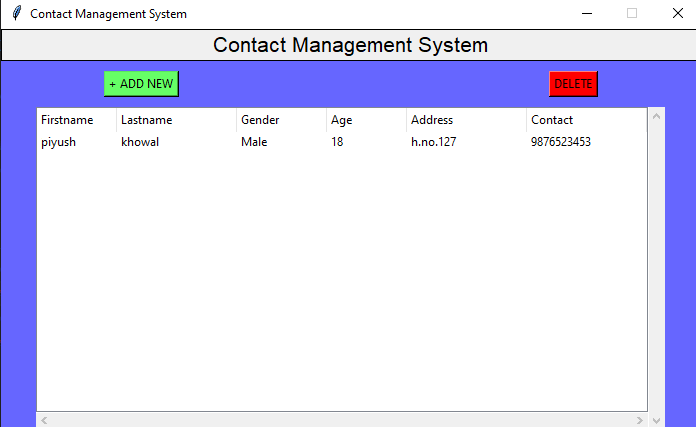 Contact Management System
Contact Management System
+ ADD NEW DELETE
Firstname Lastname Gender Age Address Contact
piyush khowal Male 18 h.no.127 9876523453